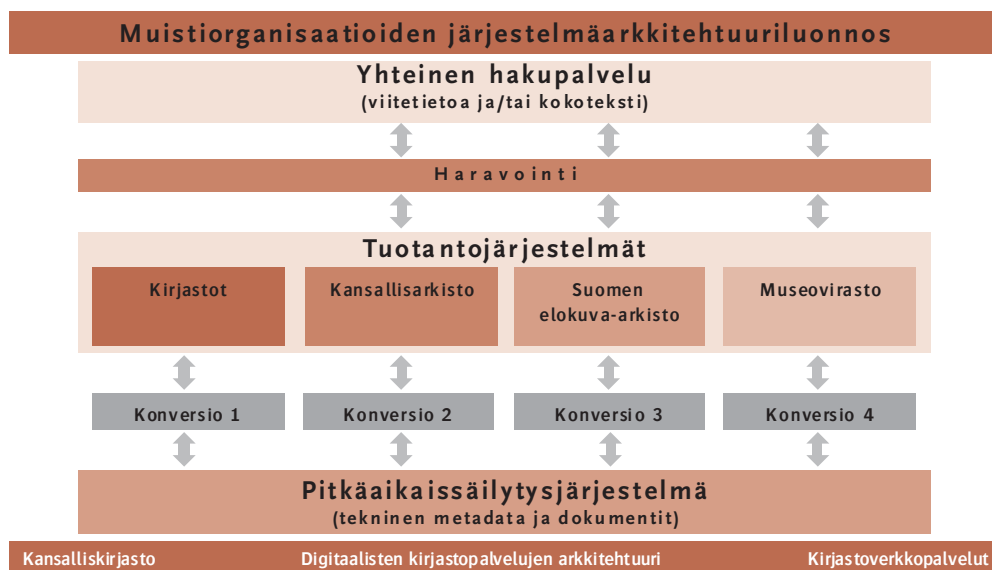 Muistiorganisaatioiden järjestelmäarkkitehtuuriluonnos
Yhteinen hakupalvelu
(viitetietoa ja/tai kokoteksti)
Haravointi
Tuotantojärjestelmät
Kirjastot
Kansallisarkisto
Suomen
elokuva-arkisto
Museovirasto
Konversio 1
Konversio 2
Konversio 3
Konversio 4
Pitkäaikaissäilytysjärjestelmä
(tekninen metadata ja dokumentit)
Kansalliskirjasto
Digitaalisten kirjastopalvelujen arkkitehtuuri
Kirjastoverkkopalvelut